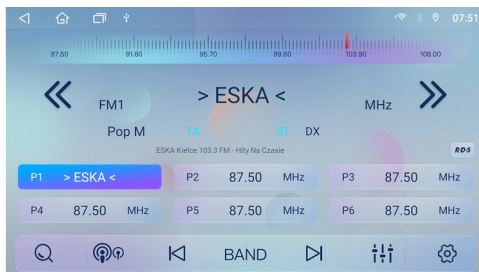 07:51
87.50 91.60 95.70 99.80 103.90 108.00
FM1 > ESKA < MHz
Pop M TA ST DX
ESKA Kielce 103.3 FM - Hity Na Czasie
RDS
P1 > ESKA < P2 87.50 MHz P3 87.50 MHz
P4 87.50 MHz P5 87.50 MHz P6 87.50 MHz
BAND